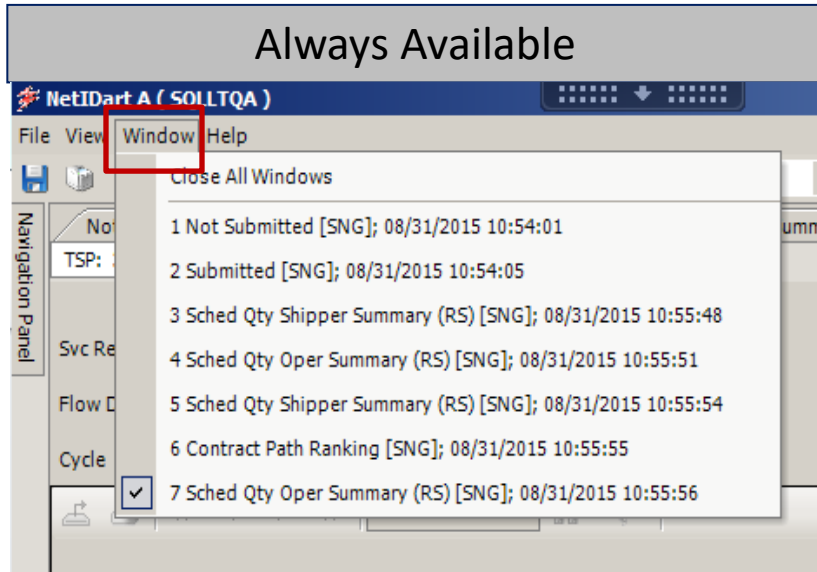 Always Available
NetIDart A ( SOLLTQA )
File View Window Help
Close All Windows
1 Not Submitted [SNG]; 08/31/2015 10:54:01
2 Submitted [SNG]; 08/31/2015 10:54:05
3 Sched Qty Shipper Summary (RS) [SNG]; 08/31/2015 10:55:48
4 Sched Qty Oper Summary (RS) [SNG]; 08/31/2015 10:55:51
5 Sched Qty Shipper Summary (RS) [SNG]; 08/31/2015 10:55:54
6 Contract Path Ranking [SNG]; 08/31/2015 10:55:55
7 Sched Qty Oper Summary (RS) [SNG]; 08/31/2015 10:55:56
Navigation Panel
TSP:
Svc
Flow
Cycle